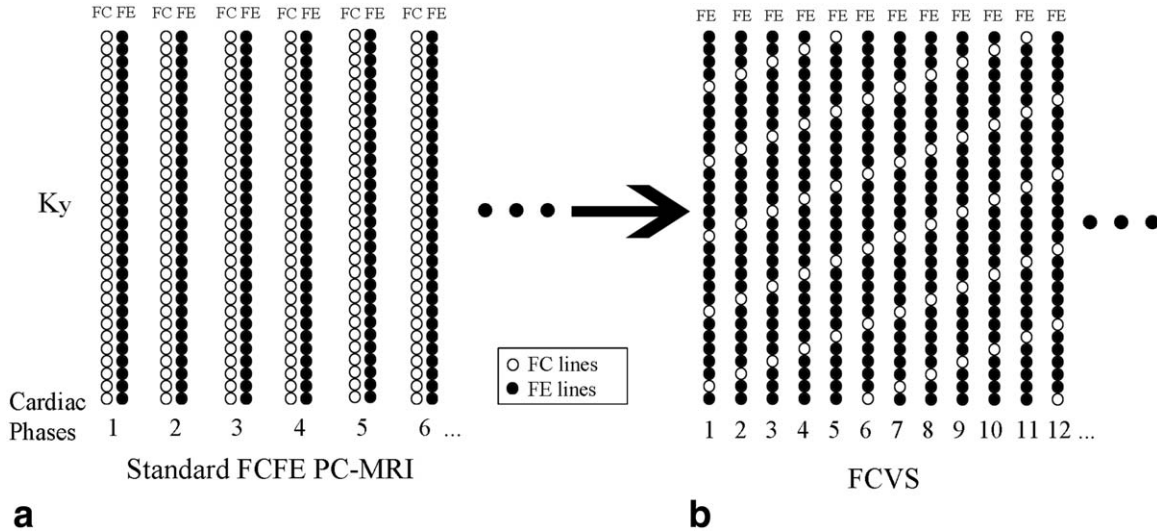 FC FE FC FE FC FE FC FE FC FE FC FE
Ky
Cardiac
Phases
1 2 3 4 5 6 ...
Standard FCFE PC-MRI
a
FC lines
FE lines
FE FE FE FE FE FE FE FE FE FE FE FE
1 2 3 4 5 6 7 8 9 10 11 12 ...
FCVS
b